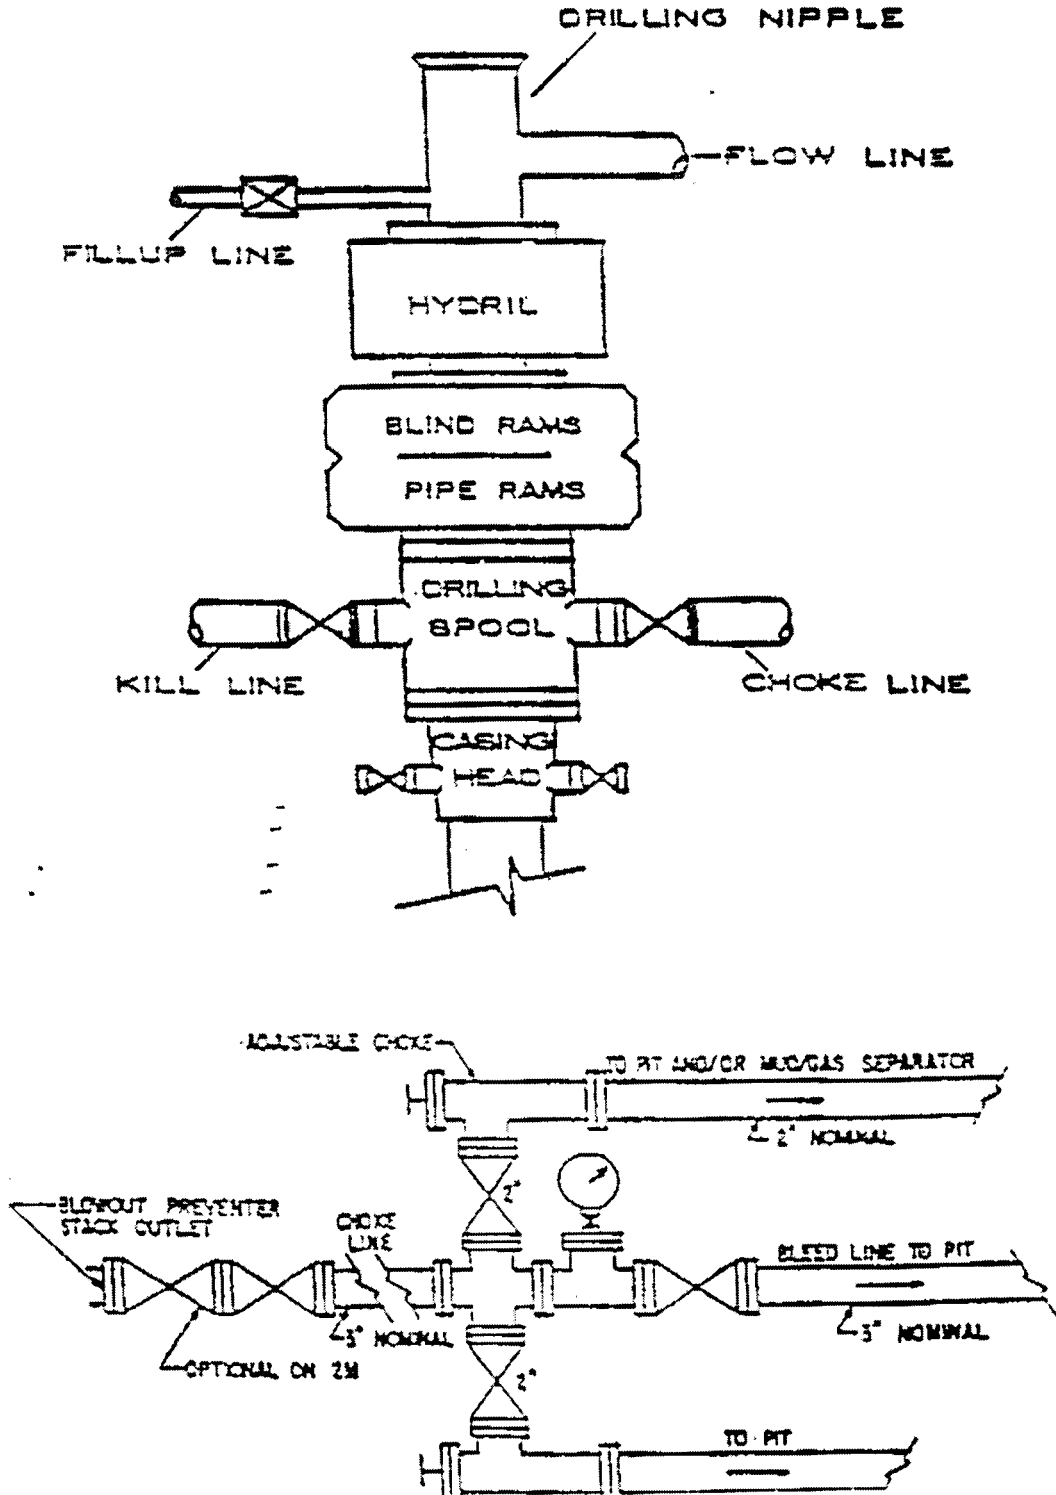 DRILLING NIPPLE
FLOW LINE
FILLUP LINE
HYDRIL
BLIND RAMS
PIPE RAMS
DRILLING
SPOOL
KILL LINE
CHOKE LINE
CASING
HEAD
ADJUSTABLE CHOKE
TO PIT AND/OR MUD/GAS SEPARATOR
2" NOMINAL
2"
BLOWOUT PREVENTER
STACK OUTLET
CHOKE
LINE
BLEED LINE TO PIT
3" NOMINAL
3" NOMINAL
OPTIONAL ON 2M
2"
TO PIT